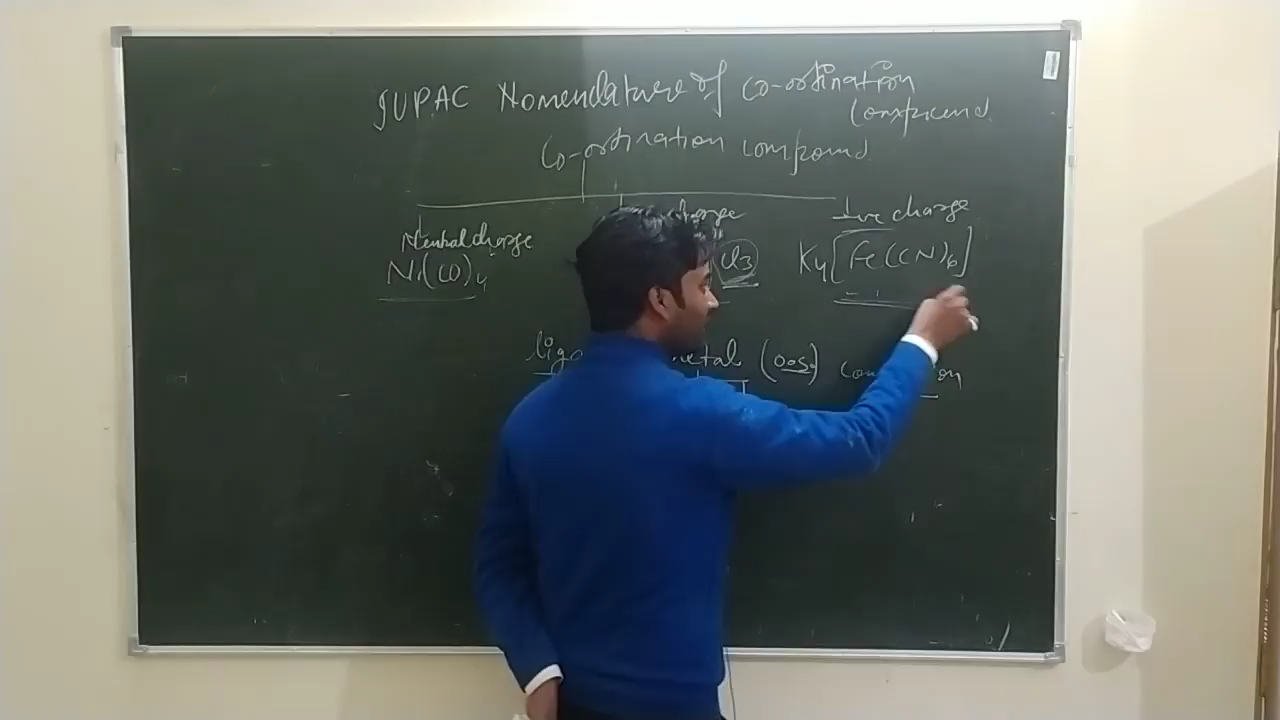 IUPAC Nomenclature of Co-ordination
Compound
Co-ordination compound
charge
-ve charge
Neutral charge
Ni(CO)4
Cl3
K4[Fe(CN)6]
metal (O.S.)